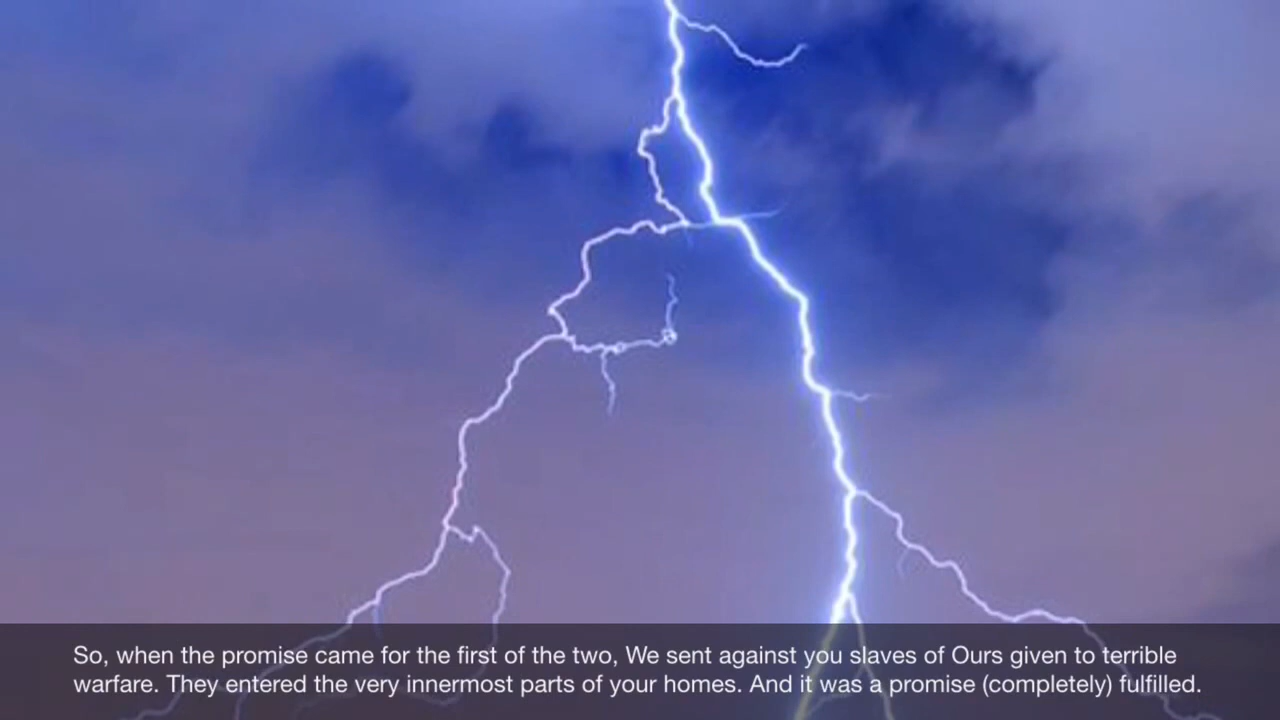 So, when the promise came for the first of the two, We sent against you slaves of Ours given to terrible
warfare. They entered the very innermost parts of your homes. And it was a promise (completely) fulfilled.